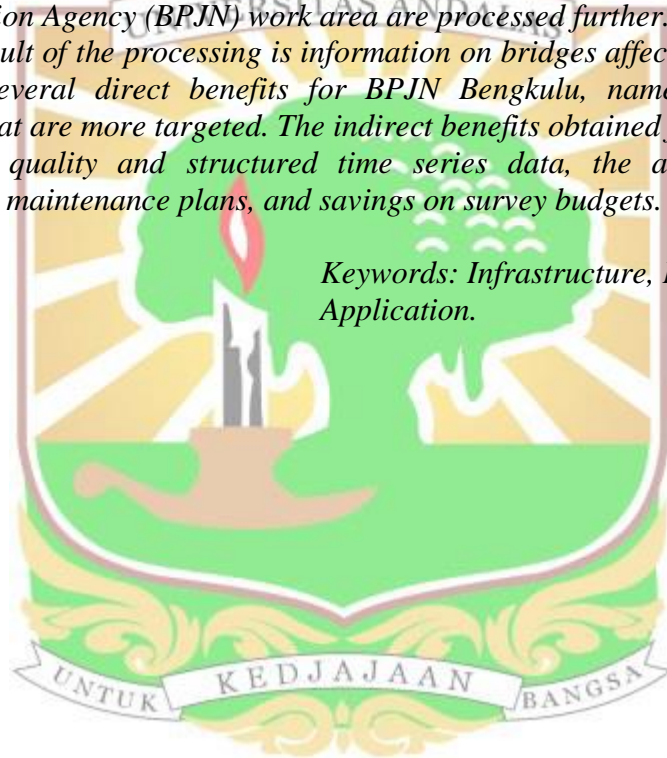 ion Agency (BPJN) work area are processed further.
UNIVERSITAS ANDALAS
ult of the processing is information on bridges affec
everal direct benefits for BPJN Bengkulu, name
at are more targeted. The indirect benefits obtained
quality and structured time series data, the a
maintenance plans, and savings on survey budgets.
Keywords: Infrastructure,
Application.
UNTUK KEDJAJAAN BANGSA